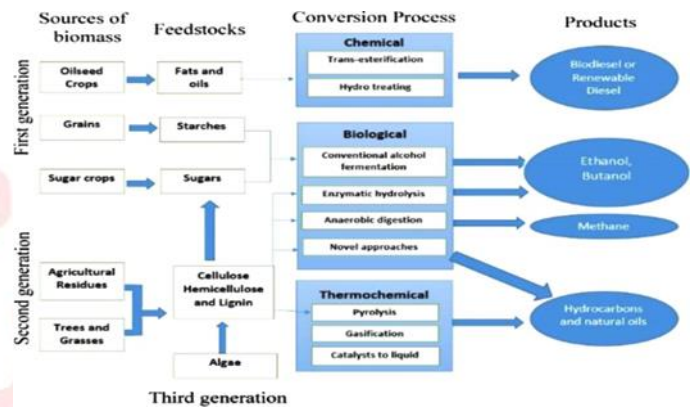 Sources of
biomass
Feedstocks
Conversion Process
Products
First generation
Oilseed
Crops
Fats and
oils
Chemical
Trans-esterification
Hydro treating
Biodiesel or
Renewable
Diesel
Grains
Starches
Biological
Conventional alcohol
fermentation
Ethanol,
Butanol
Sugar crops
Sugars
Enzymatic hydrolysis
Anaerobic digestion
Methane
Novel approaches
Second generation
Agricultural
Residues
Trees and
Grasses
Cellulose
Hemicellulose
and Lignin
Thermochemical
Pyrolysis
Gasification
Catalysts to liquid
Hydrocarbons
and natural oils
Algae
Third generation